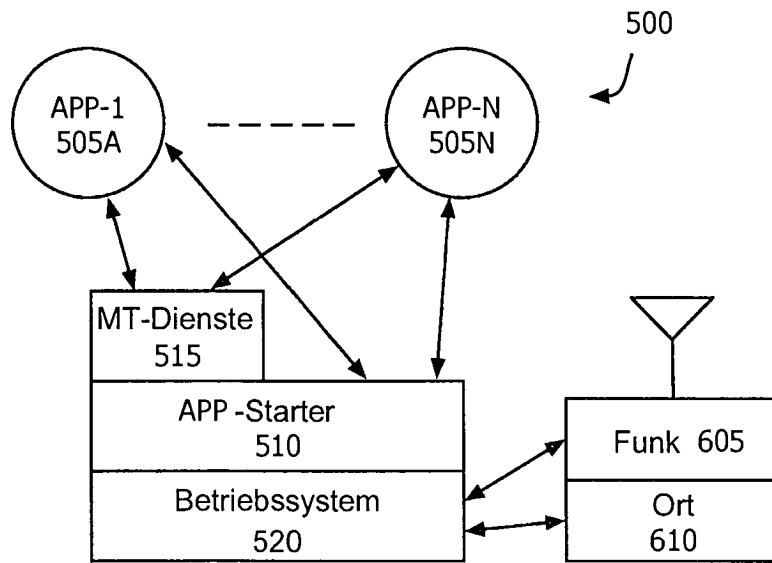 500
APP-1
505A
APP-N
505N
MT-Dienste
515
APP-Starter
510
Funk 605
Betriebssystem
520
Ort
610